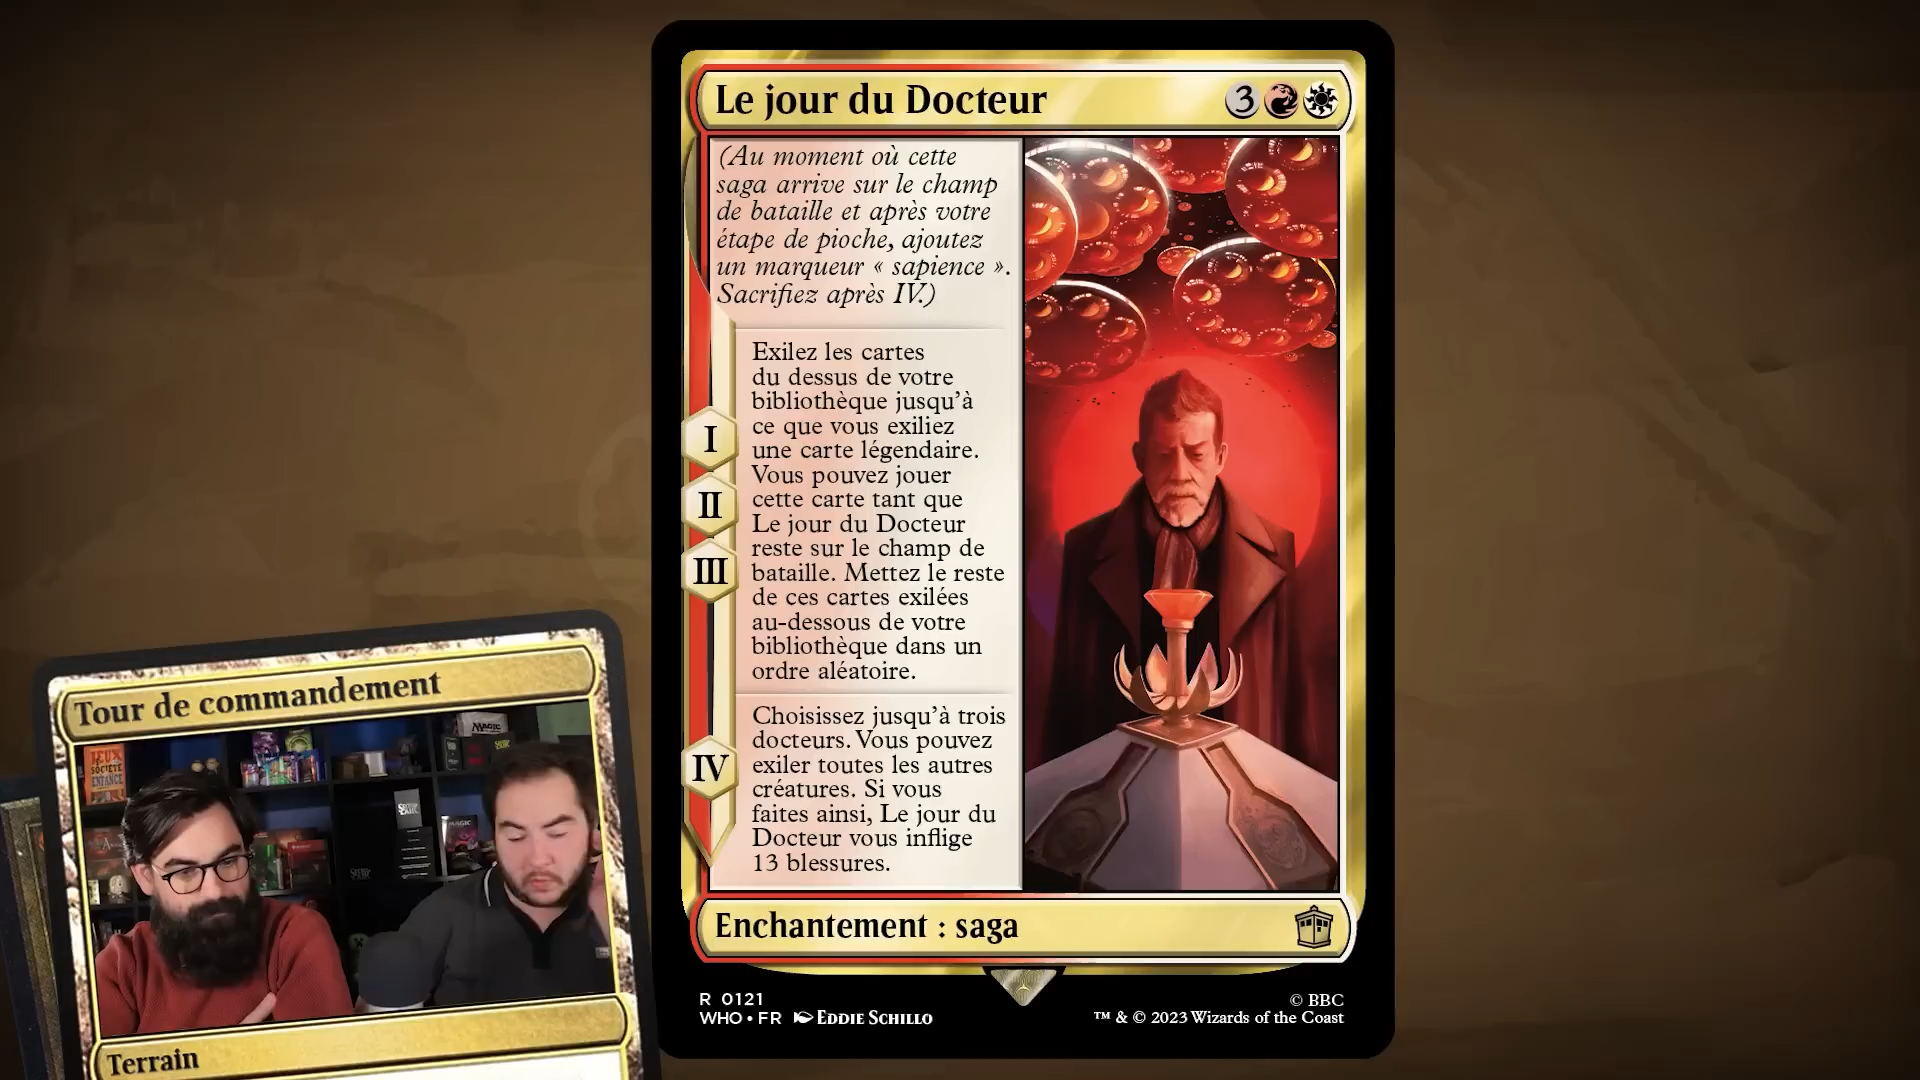 Le jour du Docteur
3
(Au moment où cette
saga arrive sur le champ
de bataille et après votre
étape de pioche, ajoutez
un marqueur « sapience ».
Sacrifiez après IV.)
I
II
III
Exilez les cartes
du dessus de votre
bibliothèque jusqu’à
ce que vous exiliez
une carte légendaire.
Vous pouvez jouer
cette carte tant que
Le jour du Docteur
reste sur le champ de
bataille. Mettez le reste
de ces cartes exilées
au-dessous de votre
bibliothèque dans un
ordre aléatoire.
IV
Choisissez jusqu’à trois
docteurs. Vous pouvez
exiler toutes les autres
créatures. Si vous
faites ainsi, Le jour du
Docteur vous inflige
13 blessures.
Enchantement : saga
R 0121
WHO • FR Eddie Schillo
© BBC
™ & © 2023 Wizards of the Coast
Tour de commandement
JEUX
SOCIÉTÉ
ENFANCE
MAGIC
MAGIC
Terrain